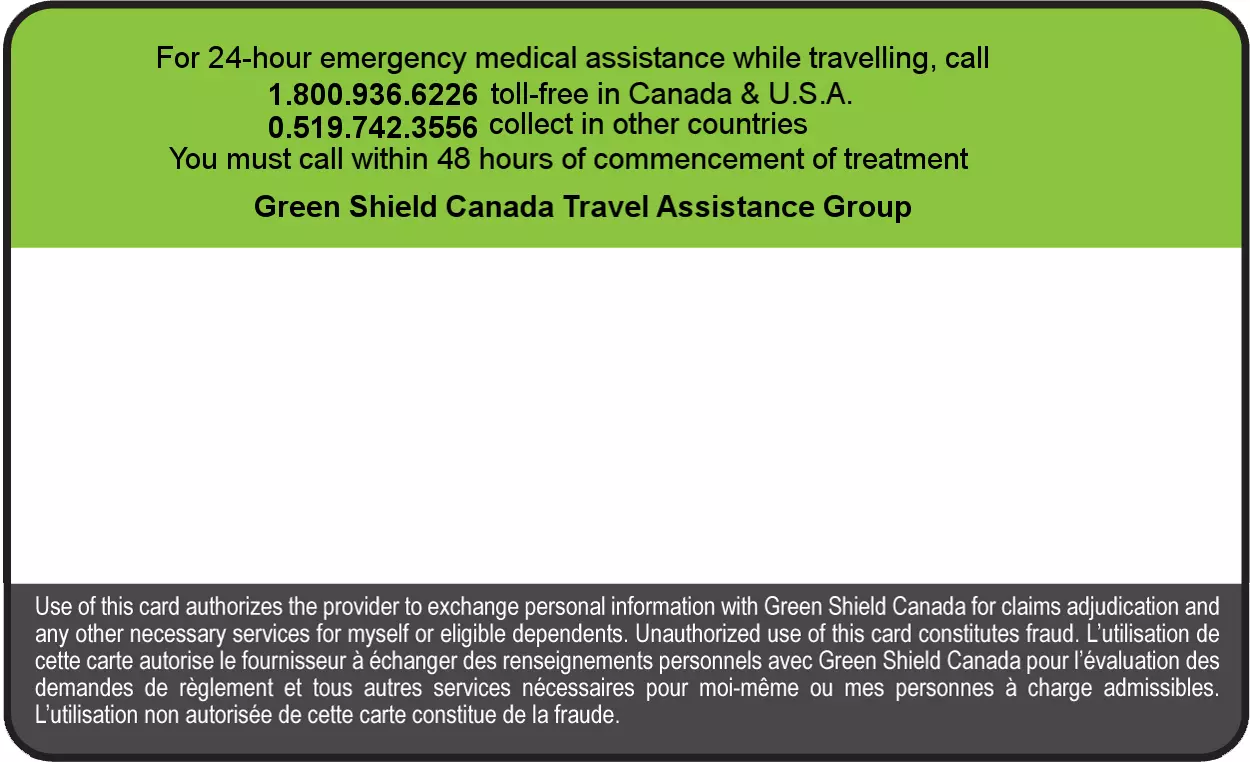 For 24-hour emergency medical assistance while travelling, call
1.800.936.6226 toll-free in Canada & U.S.A.
0.519.742.3556 collect in other countries
You must call within 48 hours of commencement of treatment
Green Shield Canada Travel Assistance Group
Use of this card authorizes the provider to exchange personal information with Green Shield Canada for claims adjudication and
any other necessary services for myself or eligible dependents. Unauthorized use of this card constitutes fraud. L’utilisation de
cette carte autorise le fournisseur à échanger des renseignements personnels avec Green Shield Canada pour l’évaluation des
demandes de règlement et tous autres services nécessaires pour moi-même ou mes personnes à charge admissibles.
L’utilisation non autorisée de cette carte constitue de la fraude.